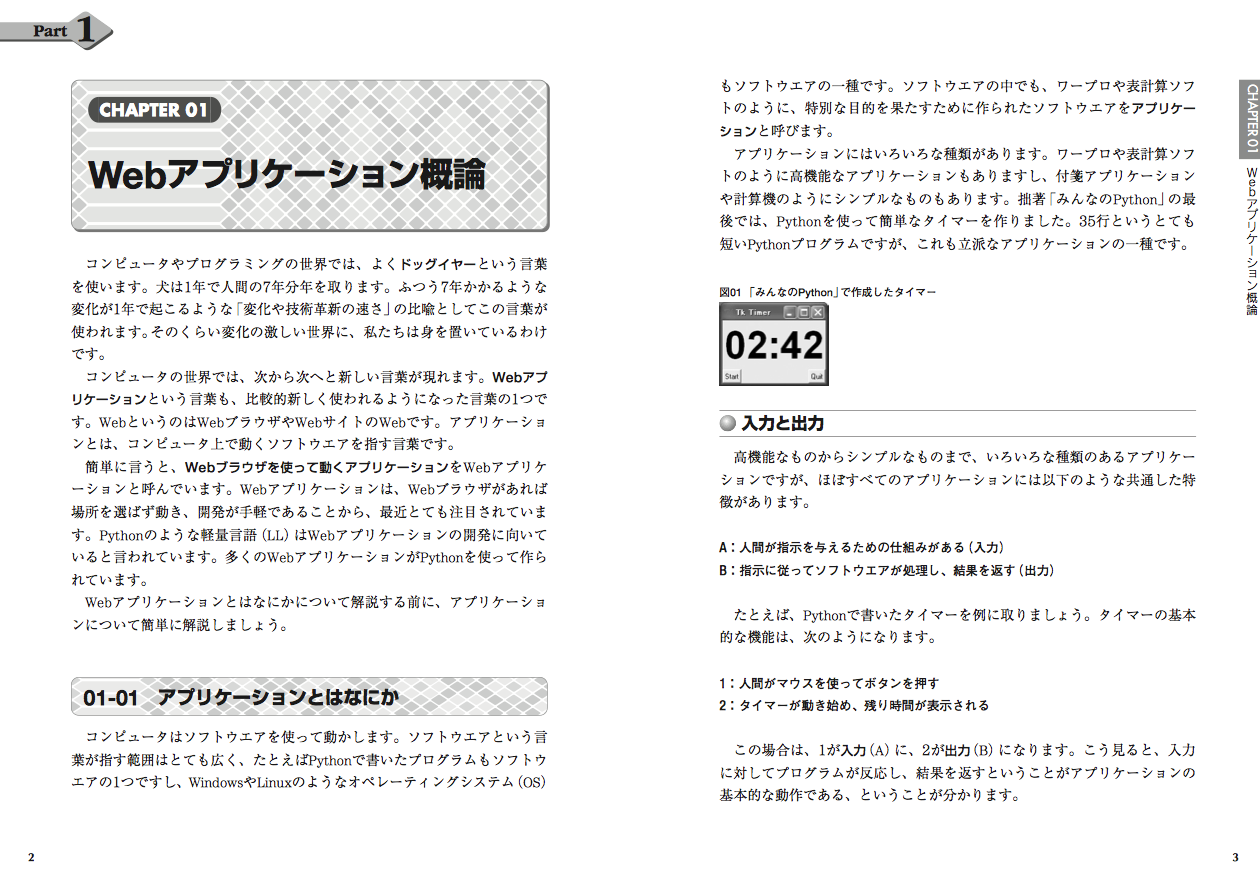 Part 1
CHAPTER 01
Webアプリケーション概論
コンピュータやプログラミングの世界では、よくドッグイヤーという言葉
を使います。犬は1年で人間の7年分年を取ります。ふつう7年かかるような
変化が1年で起こるような「変化や技術革新の速さ」の比喩としてこの言葉が
使われます。そのくらい変化の激しい世界に、私たちは身を置いているわけ
です。
コンピュータの世界では、次から次へと新しい言葉が現れます。Webアプ
リケーションという言葉も、比較的新しく使われるようになった言葉の1つで
す。WebというのはWebブラウザやWebサイトのWebです。アプリケーショ
ンとは、コンピュータ上で動くソフトウエアを指す言葉です。
簡単に言うと、Webブラウザを使って動くアプリケーションをWebアプリケ
ーションと呼んでいます。Webアプリケーションは、Webブラウザがあれば
場所を選ばず動き、開発が手軽であることから、最近とても注目されていま
す。Pythonのような軽量言語（LL）はWebアプリケーションの開発に向いて
いると言われています。多くのWebアプリケーションがPythonを使って作ら
れています。
Webアプリケーションとはなにかについて解説する前に、アプリケーショ
ンについて簡単に解説しましょう。
01-01 アプリケーションとはなにか
コンピュータはソフトウエアを使って動かします。ソフトウエアという言
葉が指す範囲はとても広く、たとえばPythonで書いたプログラムもソフトウ
エアの1つですし、WindowsやLinuxのようなオペレーティングシステム（OS）
2
もソフトウエアの一種です。ソフトウエアの中でも、ワープロや表計算ソフ
トのように、特別な目的を果たすために作られたソフトウエアをアプリケー
ションと呼びます。
アプリケーションにはいろいろな種類があります。ワープロや表計算ソフ
トのように高機能なアプリケーションもありますし、付箋アプリケーション
や計算機のようにシンプルなものもあります。拙著「みんなのPython」の最
後では、Pythonを使って簡単なタイマーを作りました。35行というとても
短いPythonプログラムですが、これも立派なアプリケーションの一種です。
図01 「みんなのPython」で作成したタイマー
Tk Timer
02:42
Start Quit
入力と出力
高機能なものからシンプルなものまで、いろいろな種類のあるアプリケー
ションですが、ほぼすべてのアプリケーションには以下のような共通した特
徴があります。
A：人間が指示を与えるための仕組みがある（入力）
B：指示に従ってソフトウエアが処理し、結果を返す（出力）
たとえば、Pythonで書いたタイマーを例に取りましょう。タイマーの基本
的な機能は、次のようになります。
1：人間がマウスを使ってボタンを押す
2：タイマーが動き始め、残り時間が表示される
この場合は、1が入力（A）に、2が出力（B）になります。こう見ると、入力
に対してプログラムが反応し、結果を返すということがアプリケーションの
基本的な動作である、ということが分かります。
CHAPTER 01 Webアプリケーション概論
3